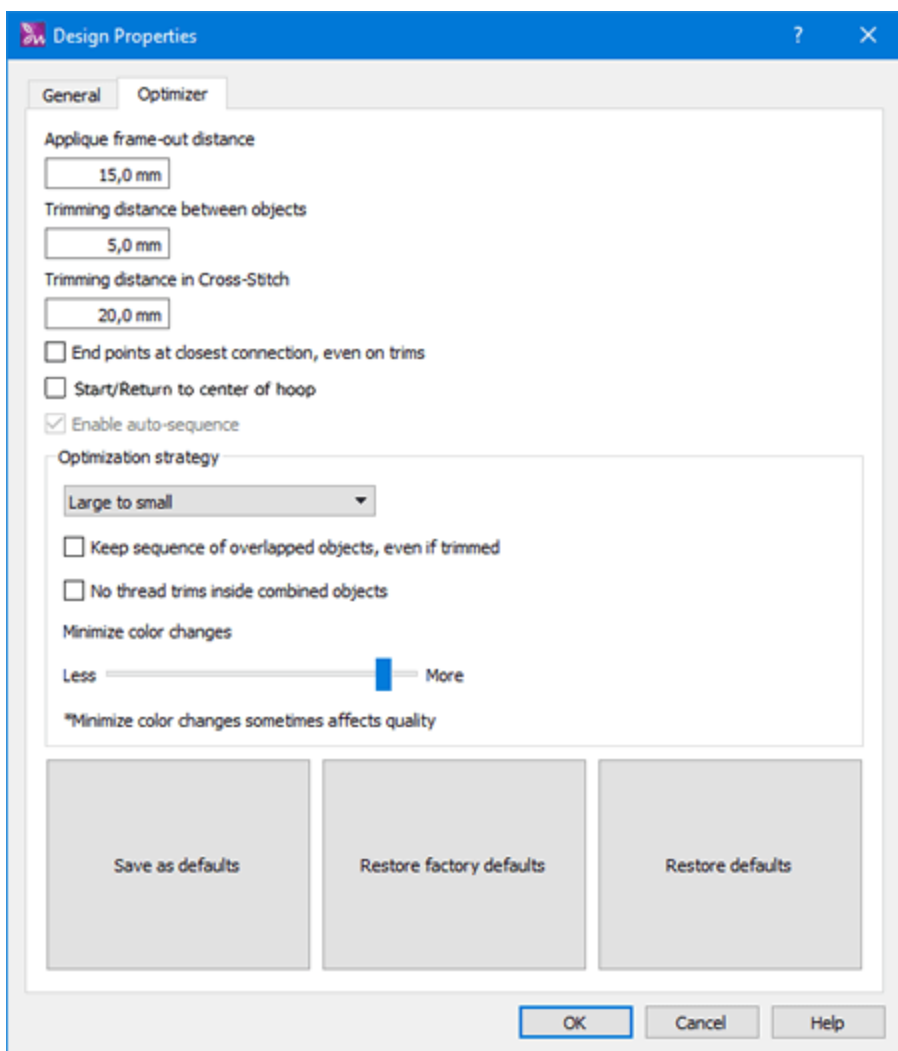 Design Properties
General Optimizer
Applique frame-out distance
15,0 mm
Trimming distance between objects
5,0 mm
Trimming distance in Cross-Stitch
20,0 mm
End points at closest connection, even on trims
Start/Return to center of hoop
Enable auto-sequence
Optimization strategy
Large to small
Keep sequence of overlapped objects, even if trimmed
No thread trims inside combined objects
Minimize color changes
Less More
*Minimize color changes sometimes affects quality
Save as defaults Restore factory defaults Restore defaults
OK Cancel Help